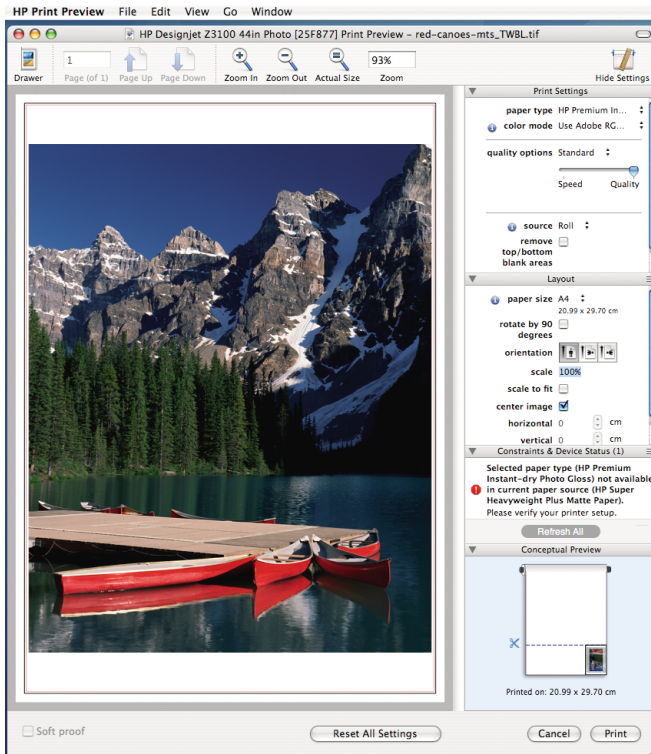 HP Print Preview File Edit View Go Window
HP Designjet Z3100 44in Photo [25F877] Print Preview – red-canoes-mts_TWBL.tif
1
93%
Drawer Page (of 1) Page Up Page Down Zoom In Zoom Out Actual Size Zoom Hide Settings
Print Settings
paper type HP Premium In...
color mode Use Adobe RG...
quality options Standard
Speed Quality
source Roll
remove
top/bottom
blank areas
Layout
paper size A4
20.99 x 29.70 cm
rotate by 90
degrees
orientation
scale 100%
scale to fit
center image
horizontal 0 cm
vertical 0 cm
Constraints & Device Status (1)
Selected paper type (HP Premium
Instant-dry Photo Gloss) not available
in current paper source (HP Super
Heavyweight Plus Matte Paper).
Please verify your printer setup.
Refresh All
Conceptual Preview
Printed on: 20.99 x 29.70 cm
Soft proof
Reset All Settings
Cancel
Print